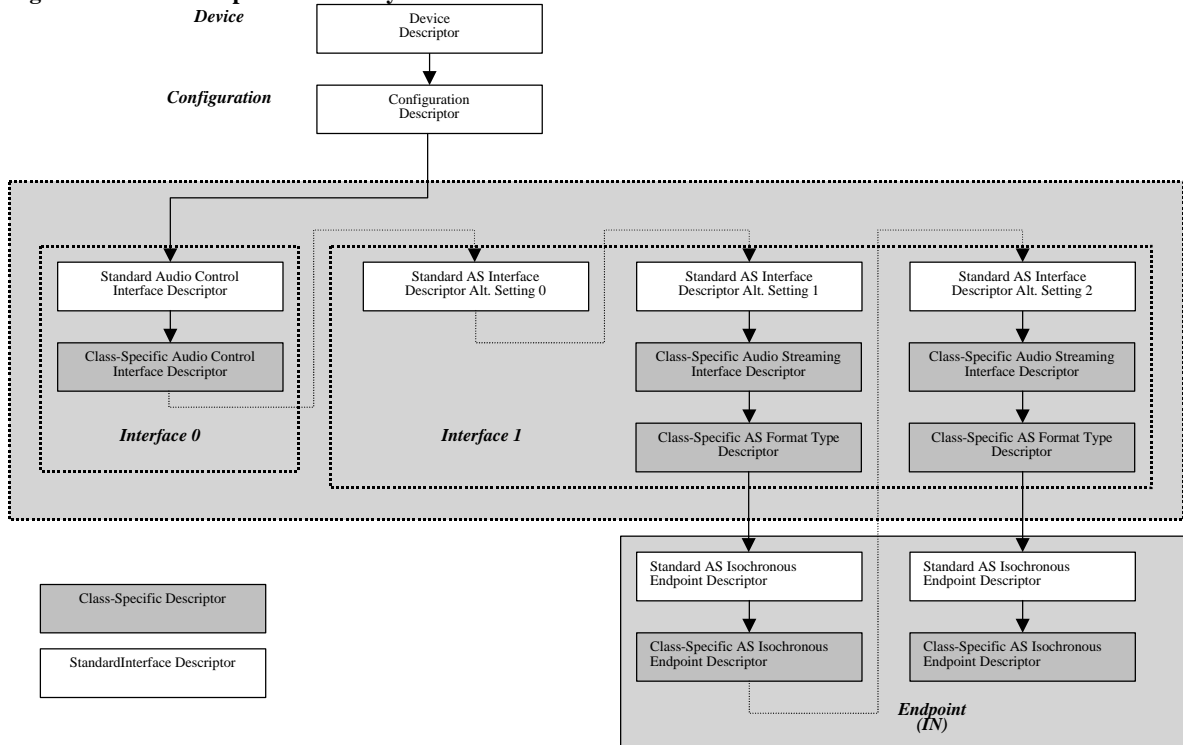 Device
Device
Descriptor
Configuration
Configuration
Descriptor
Standard Audio Control
Interface Descriptor
Standard AS Interface
Descriptor Alt. Setting 0
Standard AS Interface
Descriptor Alt. Setting 1
Standard AS Interface
Descriptor Alt. Setting 2
Class-Specific Audio Control
Interface Descriptor
Class-Specific Audio Streaming
Interface Descriptor
Class-Specific Audio Streaming
Interface Descriptor
Interface 0
Interface 1
Class-Specific AS Format Type
Descriptor
Class-Specific AS Format Type
Descriptor
Standard AS Isochronous
Endpoint Descriptor
Standard AS Isochronous
Endpoint Descriptor
Class-Specific Descriptor
Class-Specific AS Isochronous
Endpoint Descriptor
Class-Specific AS Isochronous
Endpoint Descriptor
StandardInterface Descriptor
Endpoint
(IN)